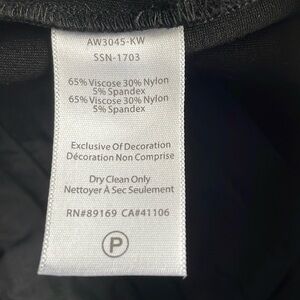 AW3045-KW
SSN-1703
65% Viscose 30% Nylon
5% Spandex
65% Viscose 30% Nylon
5% Spandex
Exclusive Of Decoration
Décoration Non Comprise
Dry Clean Only
Nettoyer À Sec Seulement
RN#89169 CA#41106
P